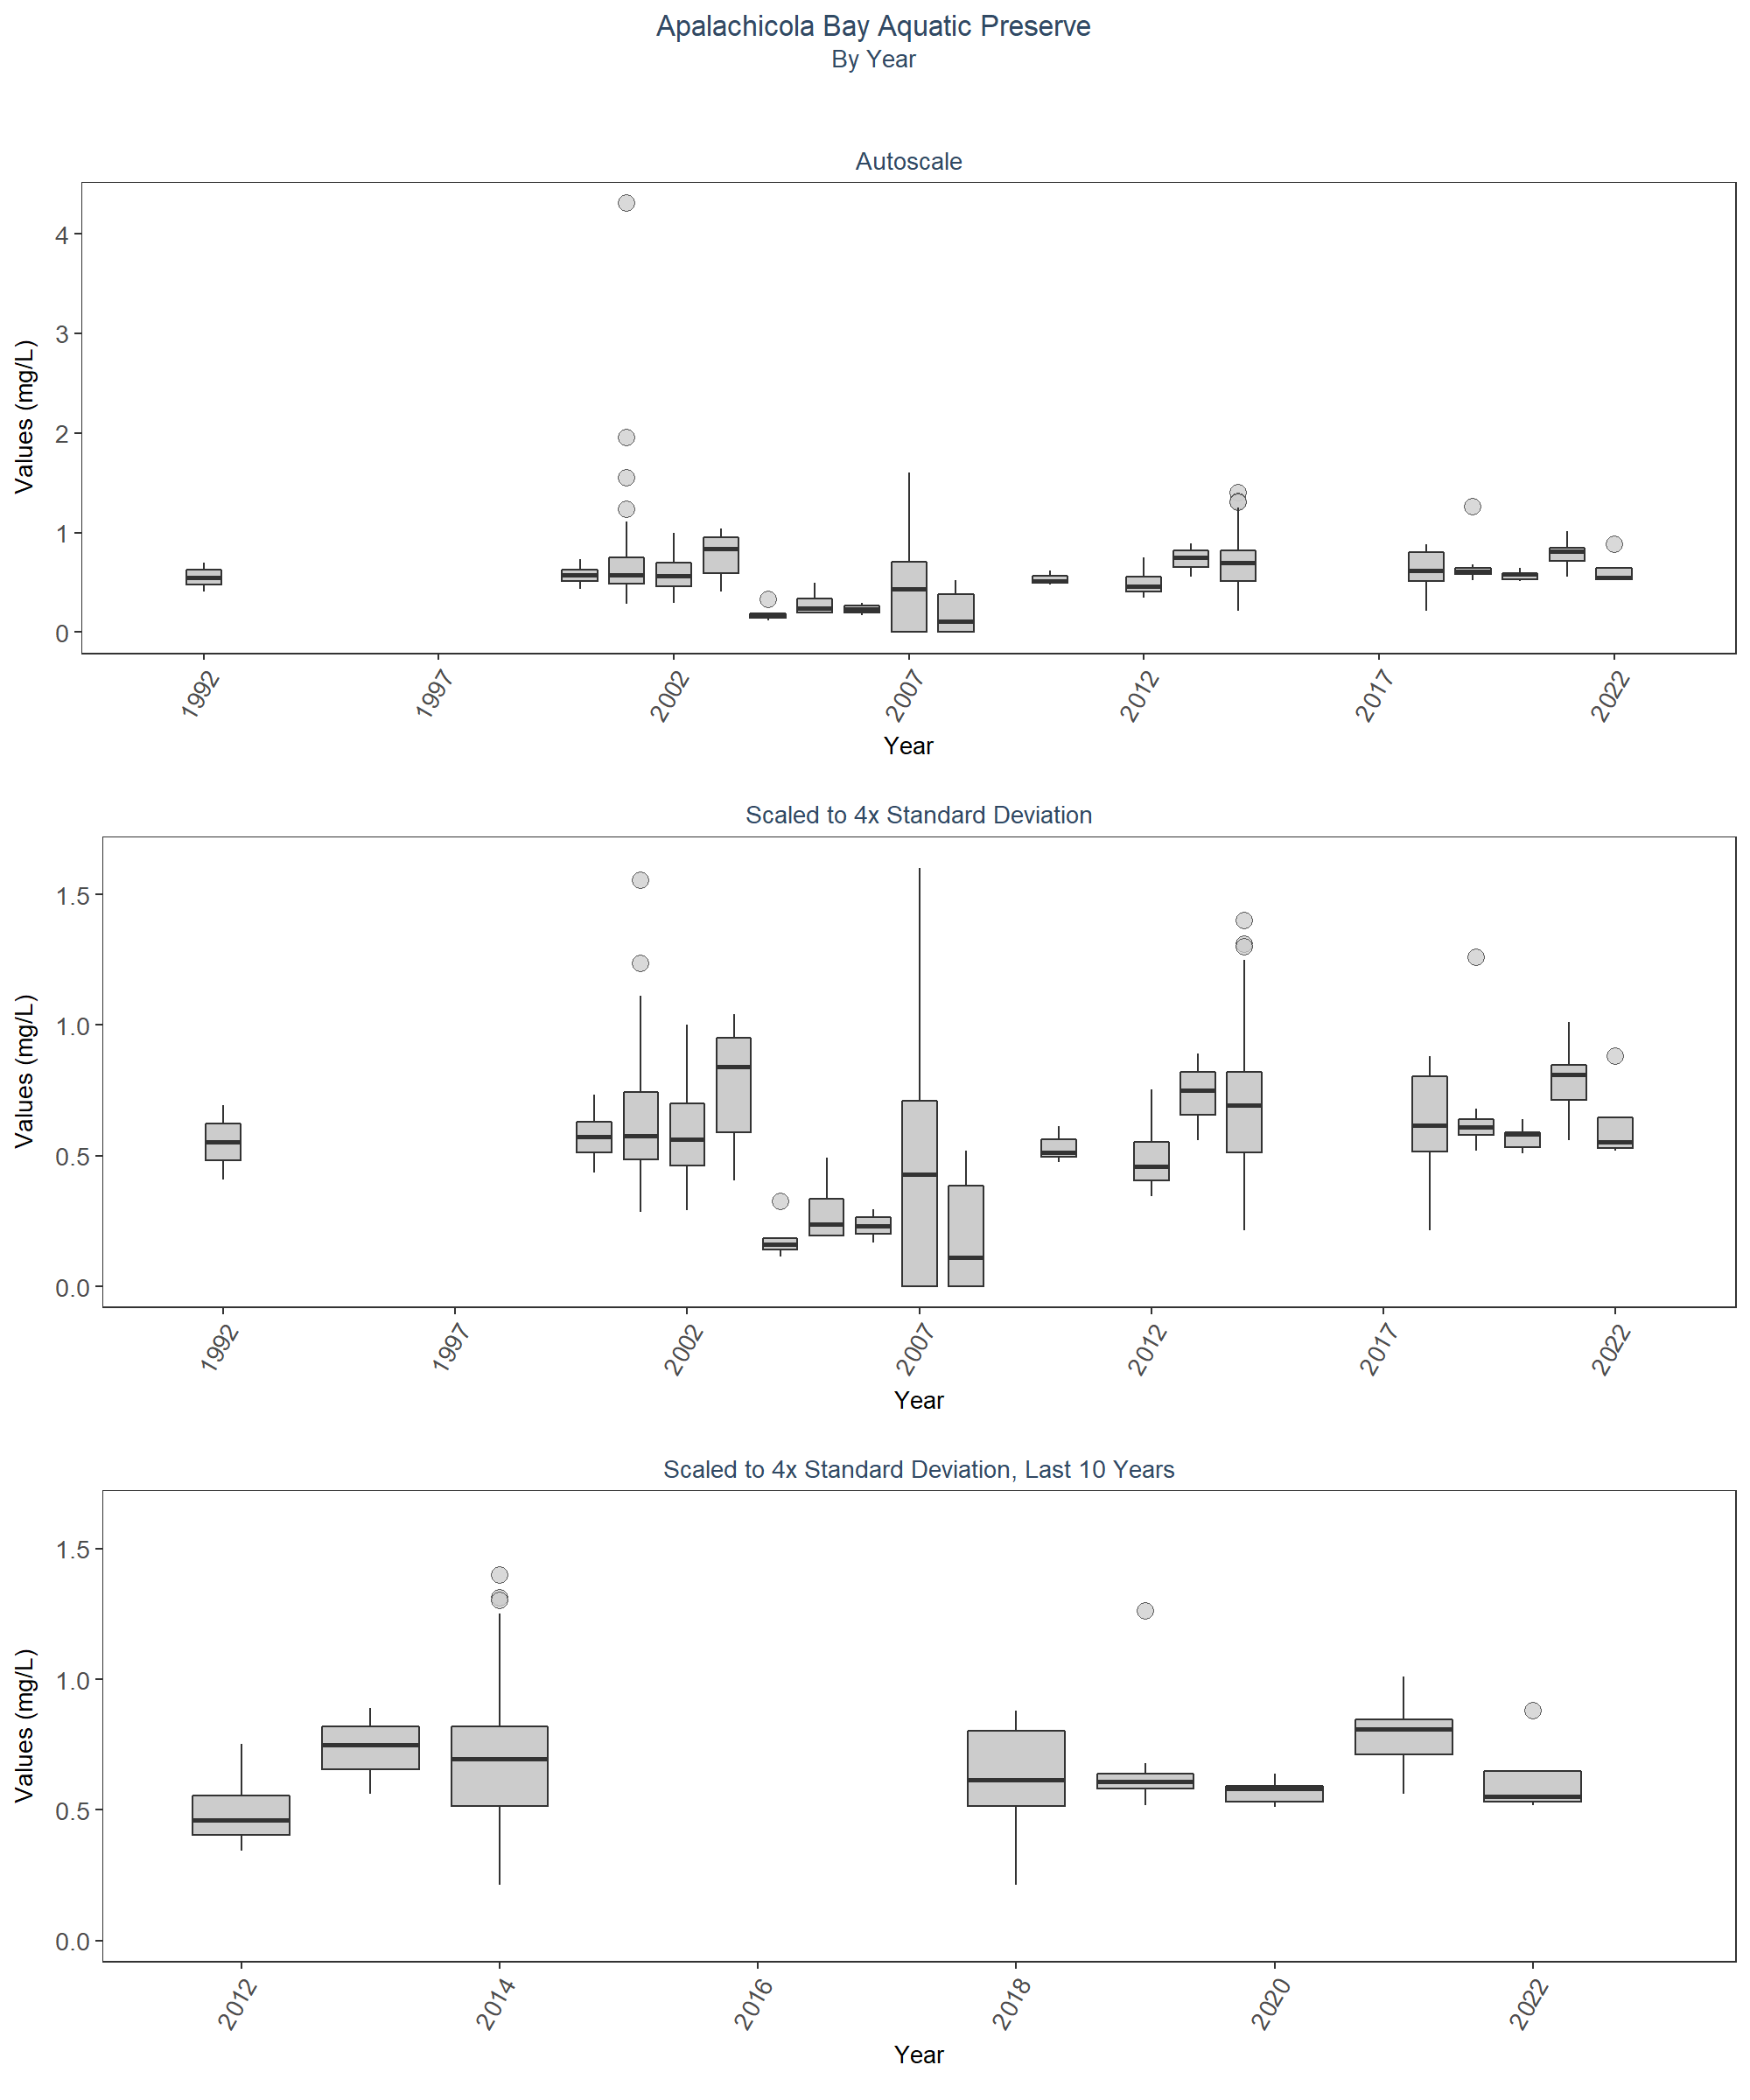 Apalachicola Bay Aquatic Preserve
By Year
Autoscale
Values (mg/L)
4
3
2
1
0
1992 1997 2002 2007 2012 2017 2022
Year
Scaled to 4x Standard Deviation
Values (mg/L)
1.5
1.0
0.5
0.0
1992 1997 2002 2007 2012 2017 2022
Year
Scaled to 4x Standard Deviation, Last 10 Years
Values (mg/L)
1.5
1.0
0.5
0.0
2012 2014 2016 2018 2020 2022
Year